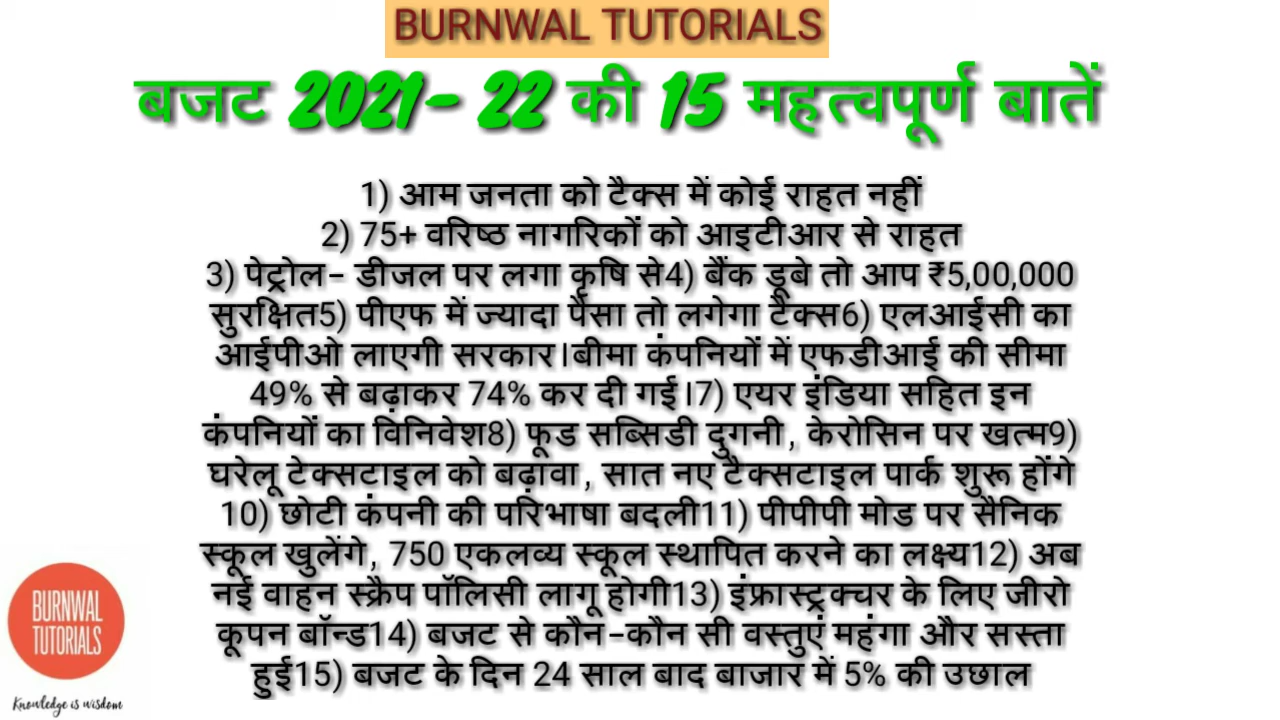 BURNWAL TUTORIALS
बजट 2021- 22 की 15 महत्वपूर्ण बातें
1) आम जनता को टैक्स में कोई राहत नहीं
2) 75+ वरिष्ठ नागरिकों को आइटीआर से राहत
3) पेट्रोल- डीजल पर लगा कृषि से4) बैंक डूबे तो आप ₹5,00,000
सुरक्षित5) पीएफ में ज्यादा पैसा तो लगेगा टैक्स6) एलआईसी का
आईपीओ लाएगी सरकार।बीमा कंपनियों में एफडीआई की सीमा
49% से बढ़ाकर 74% कर दी गई।7) एयर इंडिया सहित इन
कंपनियों का विनिवेश8) फूड सब्सिडी दुगनी, केरोसिन पर खत्म9)
घरेलू टेक्सटाइल को बढ़ावा, सात नए टैक्सटाइल पार्क शुरू होंगे
10) छोटी कंपनी की परिभाषा बदली11) पीपीपी मोड पर सैनिक
स्कूल खुलेंगे, 750 एकलव्य स्कूल स्थापित करने का लक्ष्य12) अब
नई वाहन स्क्रैप पॉलिसी लागू होगी13) इंफ्रास्ट्रक्चर के लिए जीरो
कूपन बॉन्ड14) बजट से कौन-कौन सी वस्तुएं महंगा और सस्ता
हुई15) बजट के दिन 24 साल बाद बाजार में 5% की उछाल
BURNWAL
TUTORIALS
Knowledge is wisdom